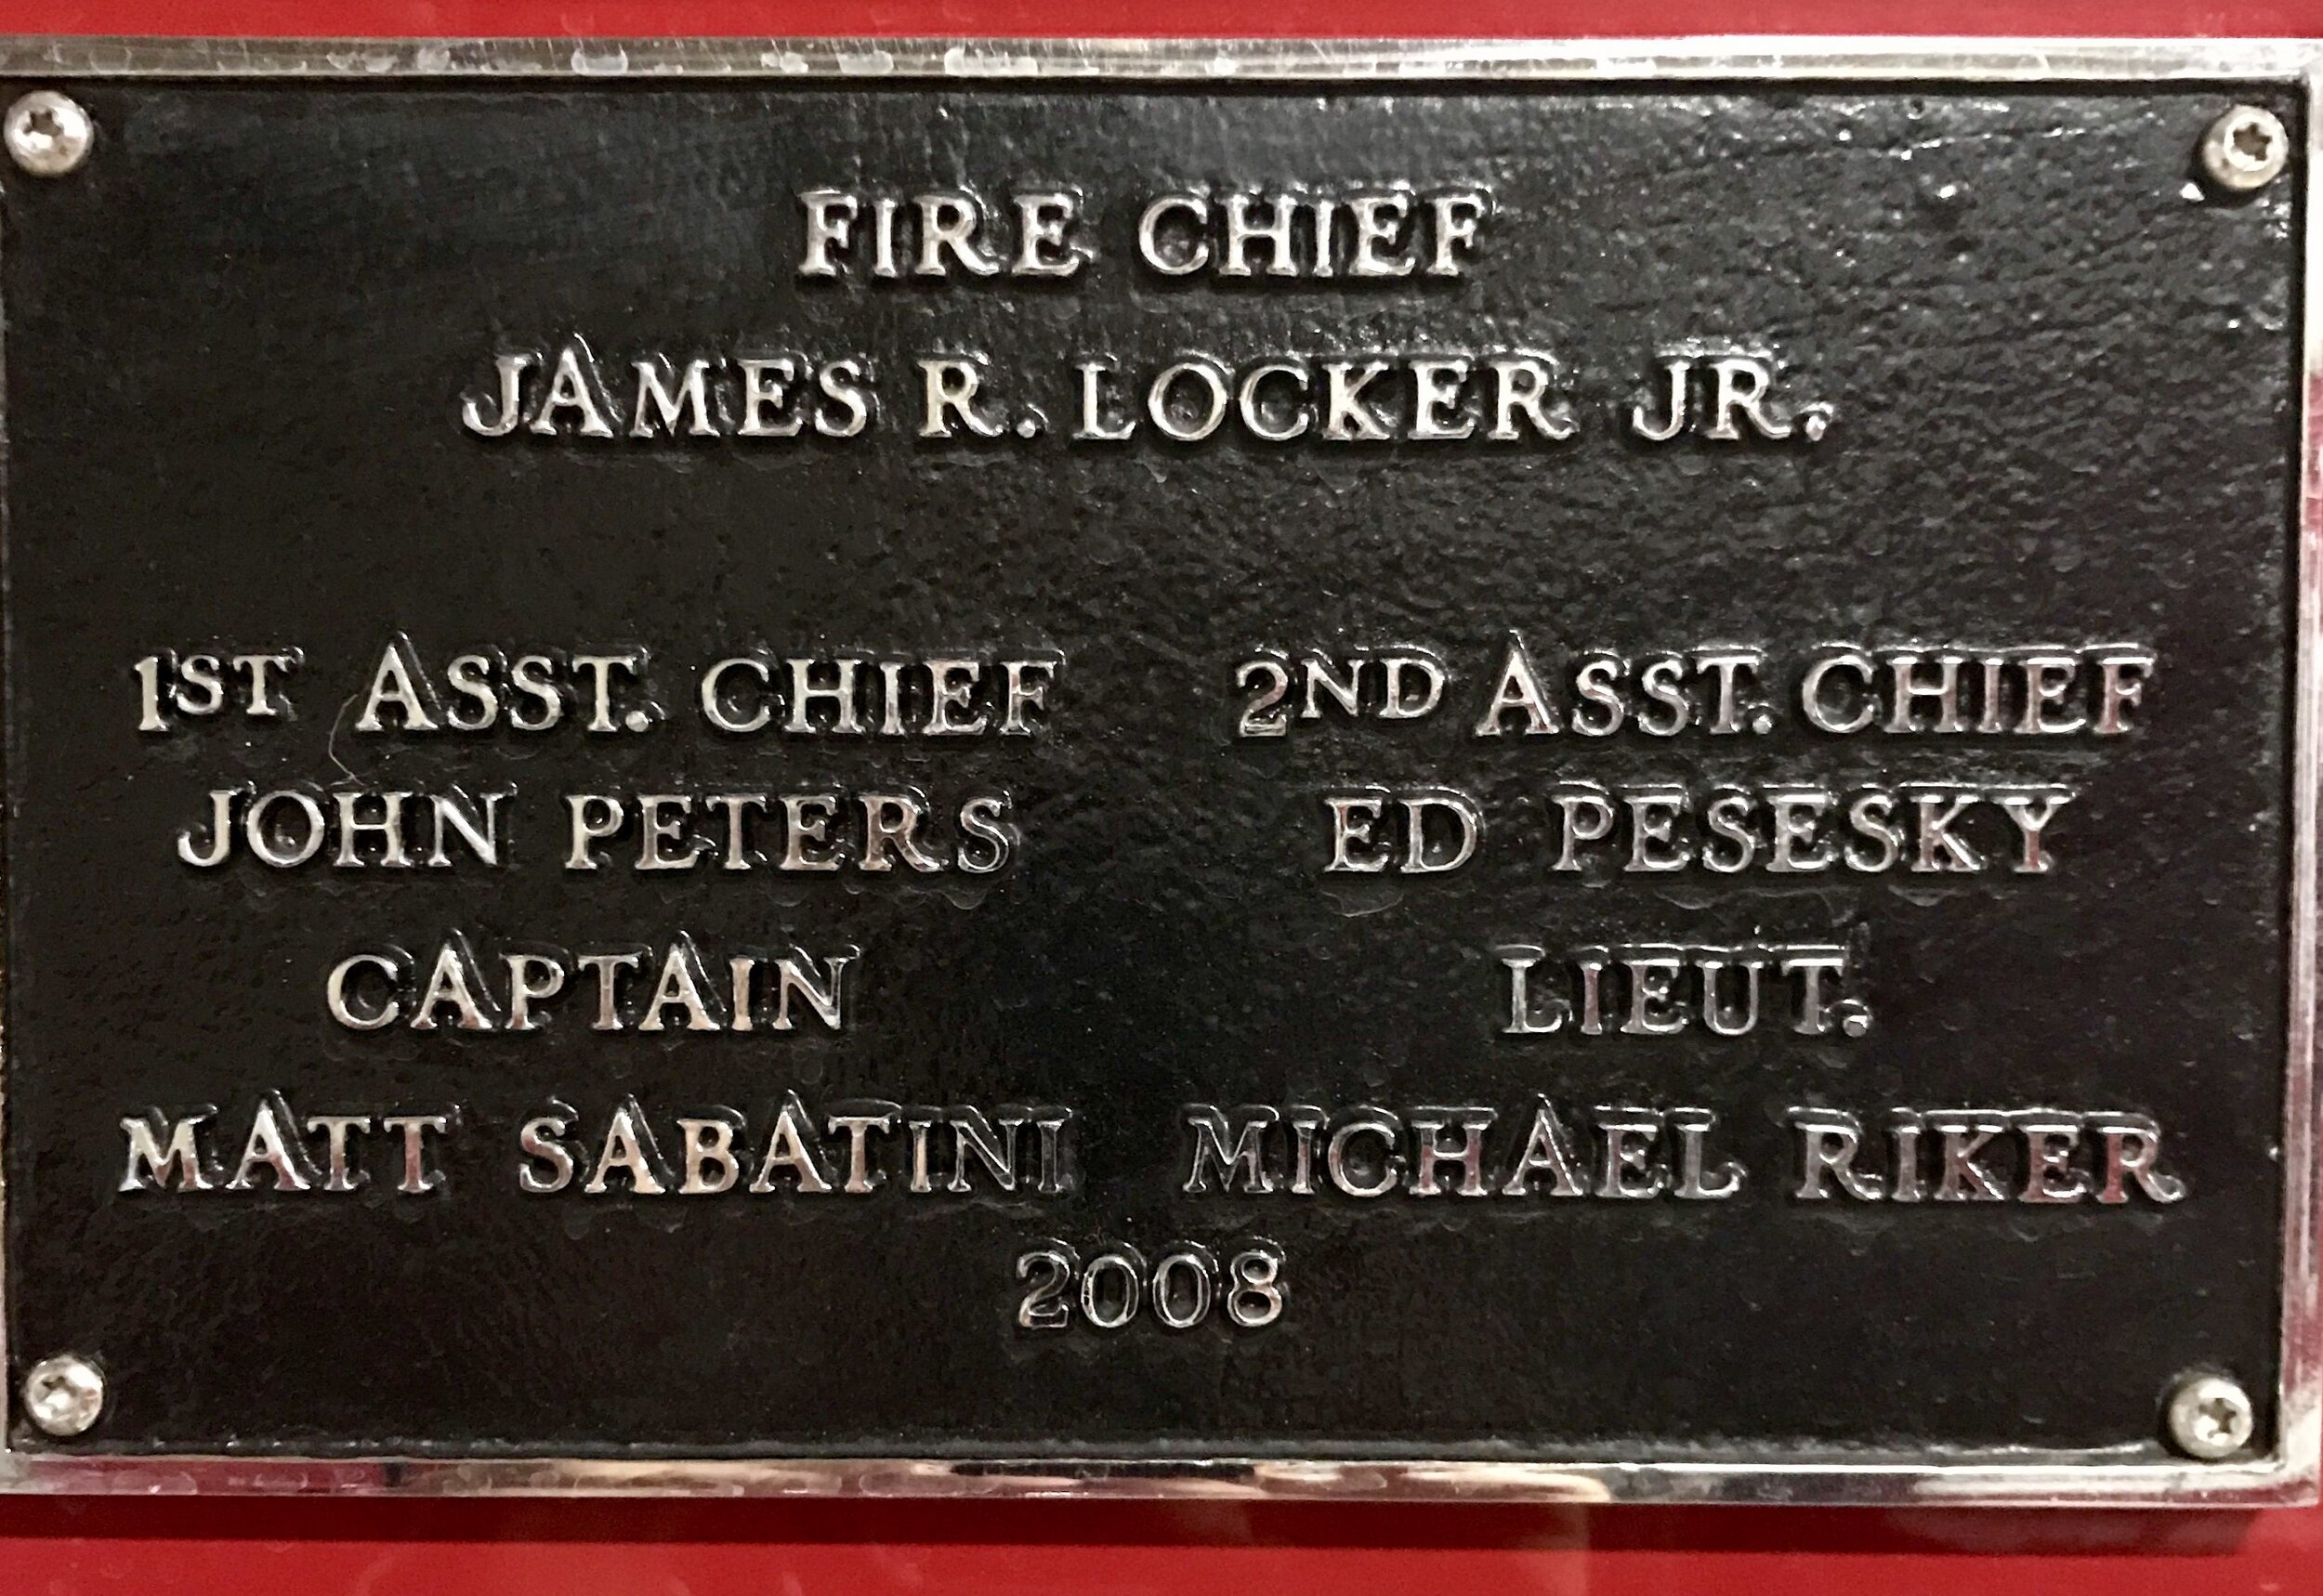 FIRE CHIEF
JAMES R. LOCKER JR.
1ST ASST. CHIEF 2ND ASST. CHIEF
JOHN PETERS ED PESESKY
CAPTAIN LIEUT.
MATT SABATINI MICHAEL RIKER
2008